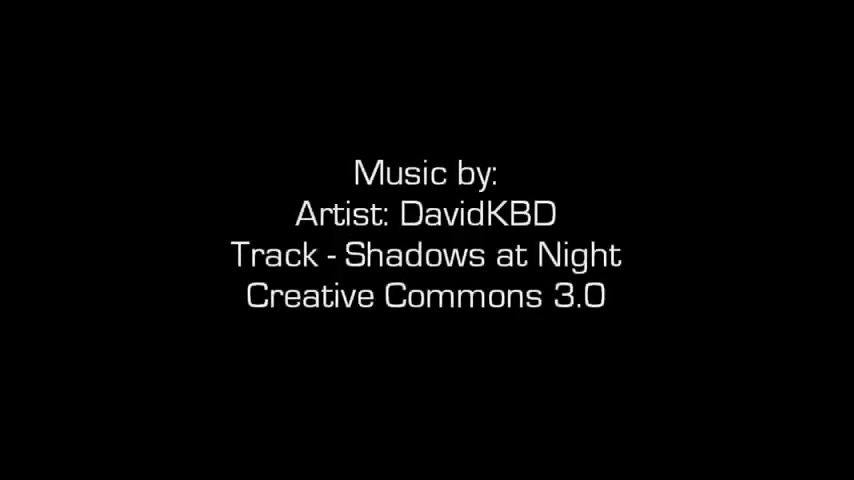 Music by:
Artist: DavidKBD
Track - Shadows at Night
Creative Commons 3.0